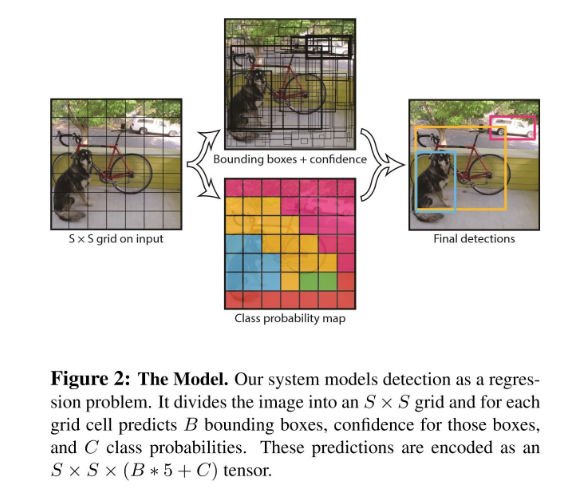 Bounding boxes + confidence
S × S grid on input
Final detections
Class probability map
Figure 2: The Model. Our system models detection as a regres-
sion problem. It divides the image into an S × S grid and for each
grid cell predicts B bounding boxes, confidence for those boxes,
and C class probabilities. These predictions are encoded as an
S × S × (B ∗ 5 + C) tensor.